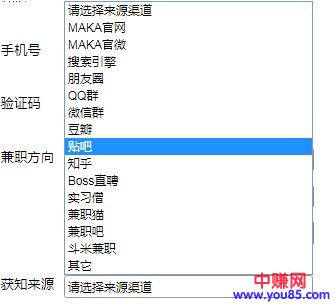 请选择来源渠道
MAKA官网
MAKA官微
手机号
搜索引擎
朋友圈
QQ群
验证码
微信群
豆瓣
贴吧
兼职方向
知乎
Boss直聘
实习僧
兼职猫
兼职吧
斗米兼职
其它
获知来源
请选择来源渠道
中赚网
www.you85.com